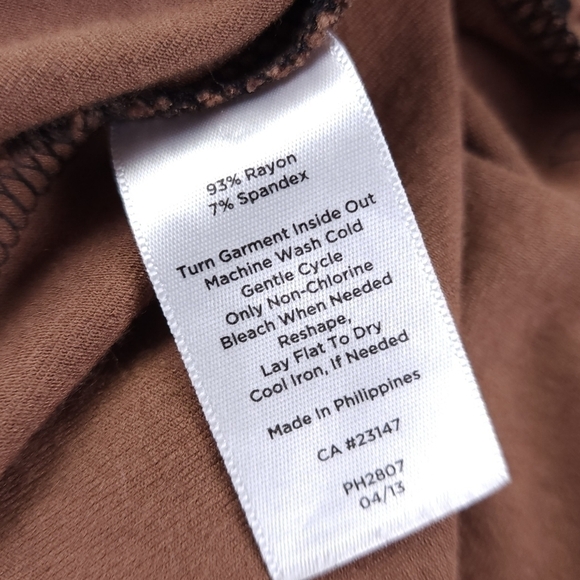 93% Rayon
7% Spandex
Turn Garment Inside Out
Machine Wash Cold
Gentle Cycle
Only Non-Chlorine
Bleach When Needed
Reshape,
Lay Flat To Dry
Cool Iron, If Needed
Made In Philippines
CA #23147
PH2807
04/13